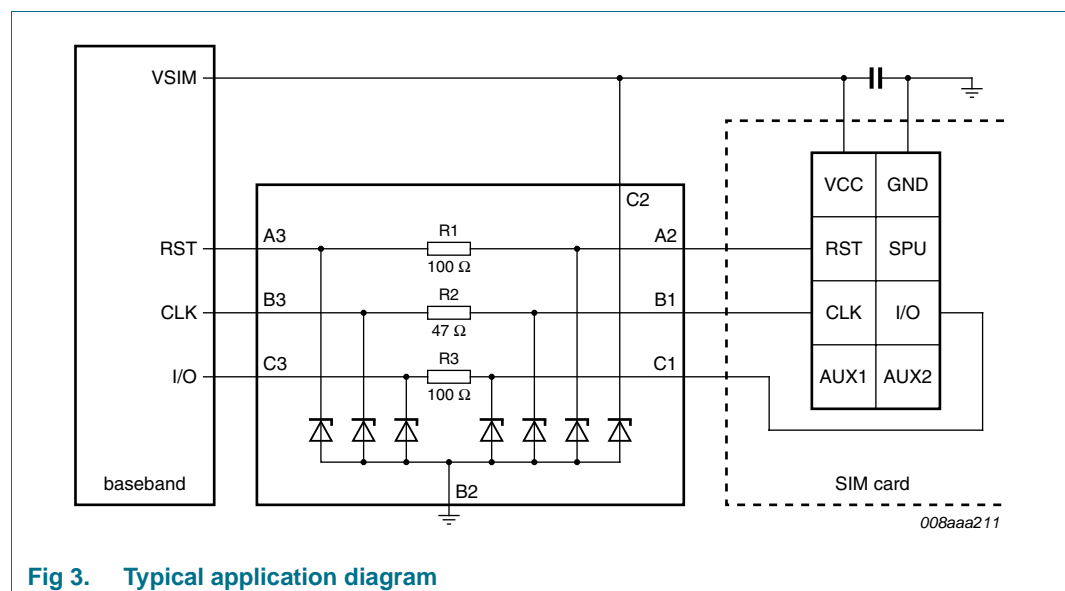 VSIM
C2
VCC GND
RST A3 R1 A2 RST SPU
100 Ω
CLK B3 R2 B1 CLK I/O
47 Ω
I/O C3 R3 C1 AUX1 AUX2
100 Ω
baseband B2 SIM card
008aaa211
Fig 3. Typical application diagram